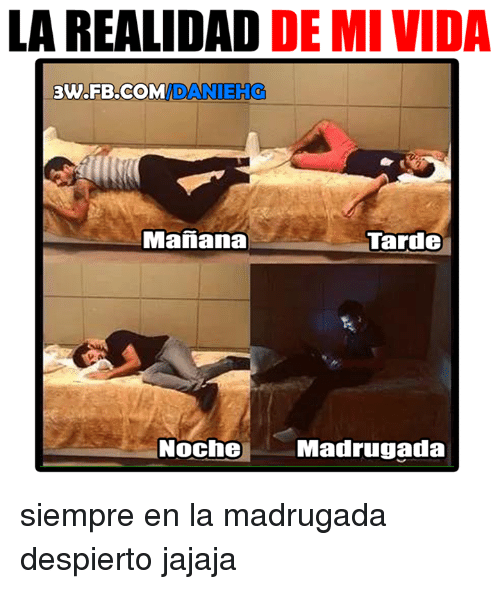 LA REALIDAD DE MI VIDA
3W.FB.COM/DANIEHG
Mañana
Tarde
Noche
Madrugada
siempre en la madrugada
despierto jajaja